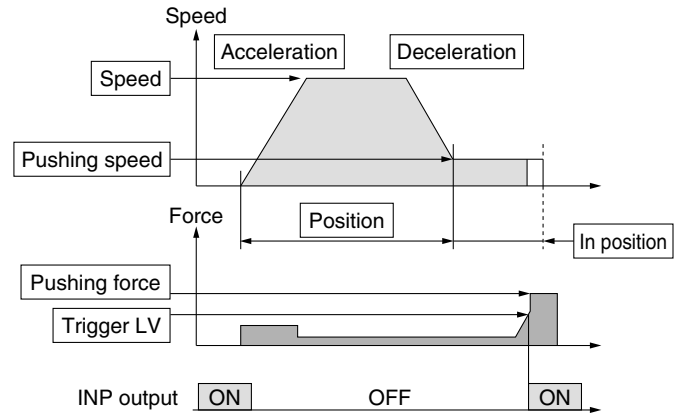 Speed
Acceleration
Deceleration
Speed
Pushing speed
Force
Position
In position
Pushing force
Trigger LV
INP output
ON
OFF
ON